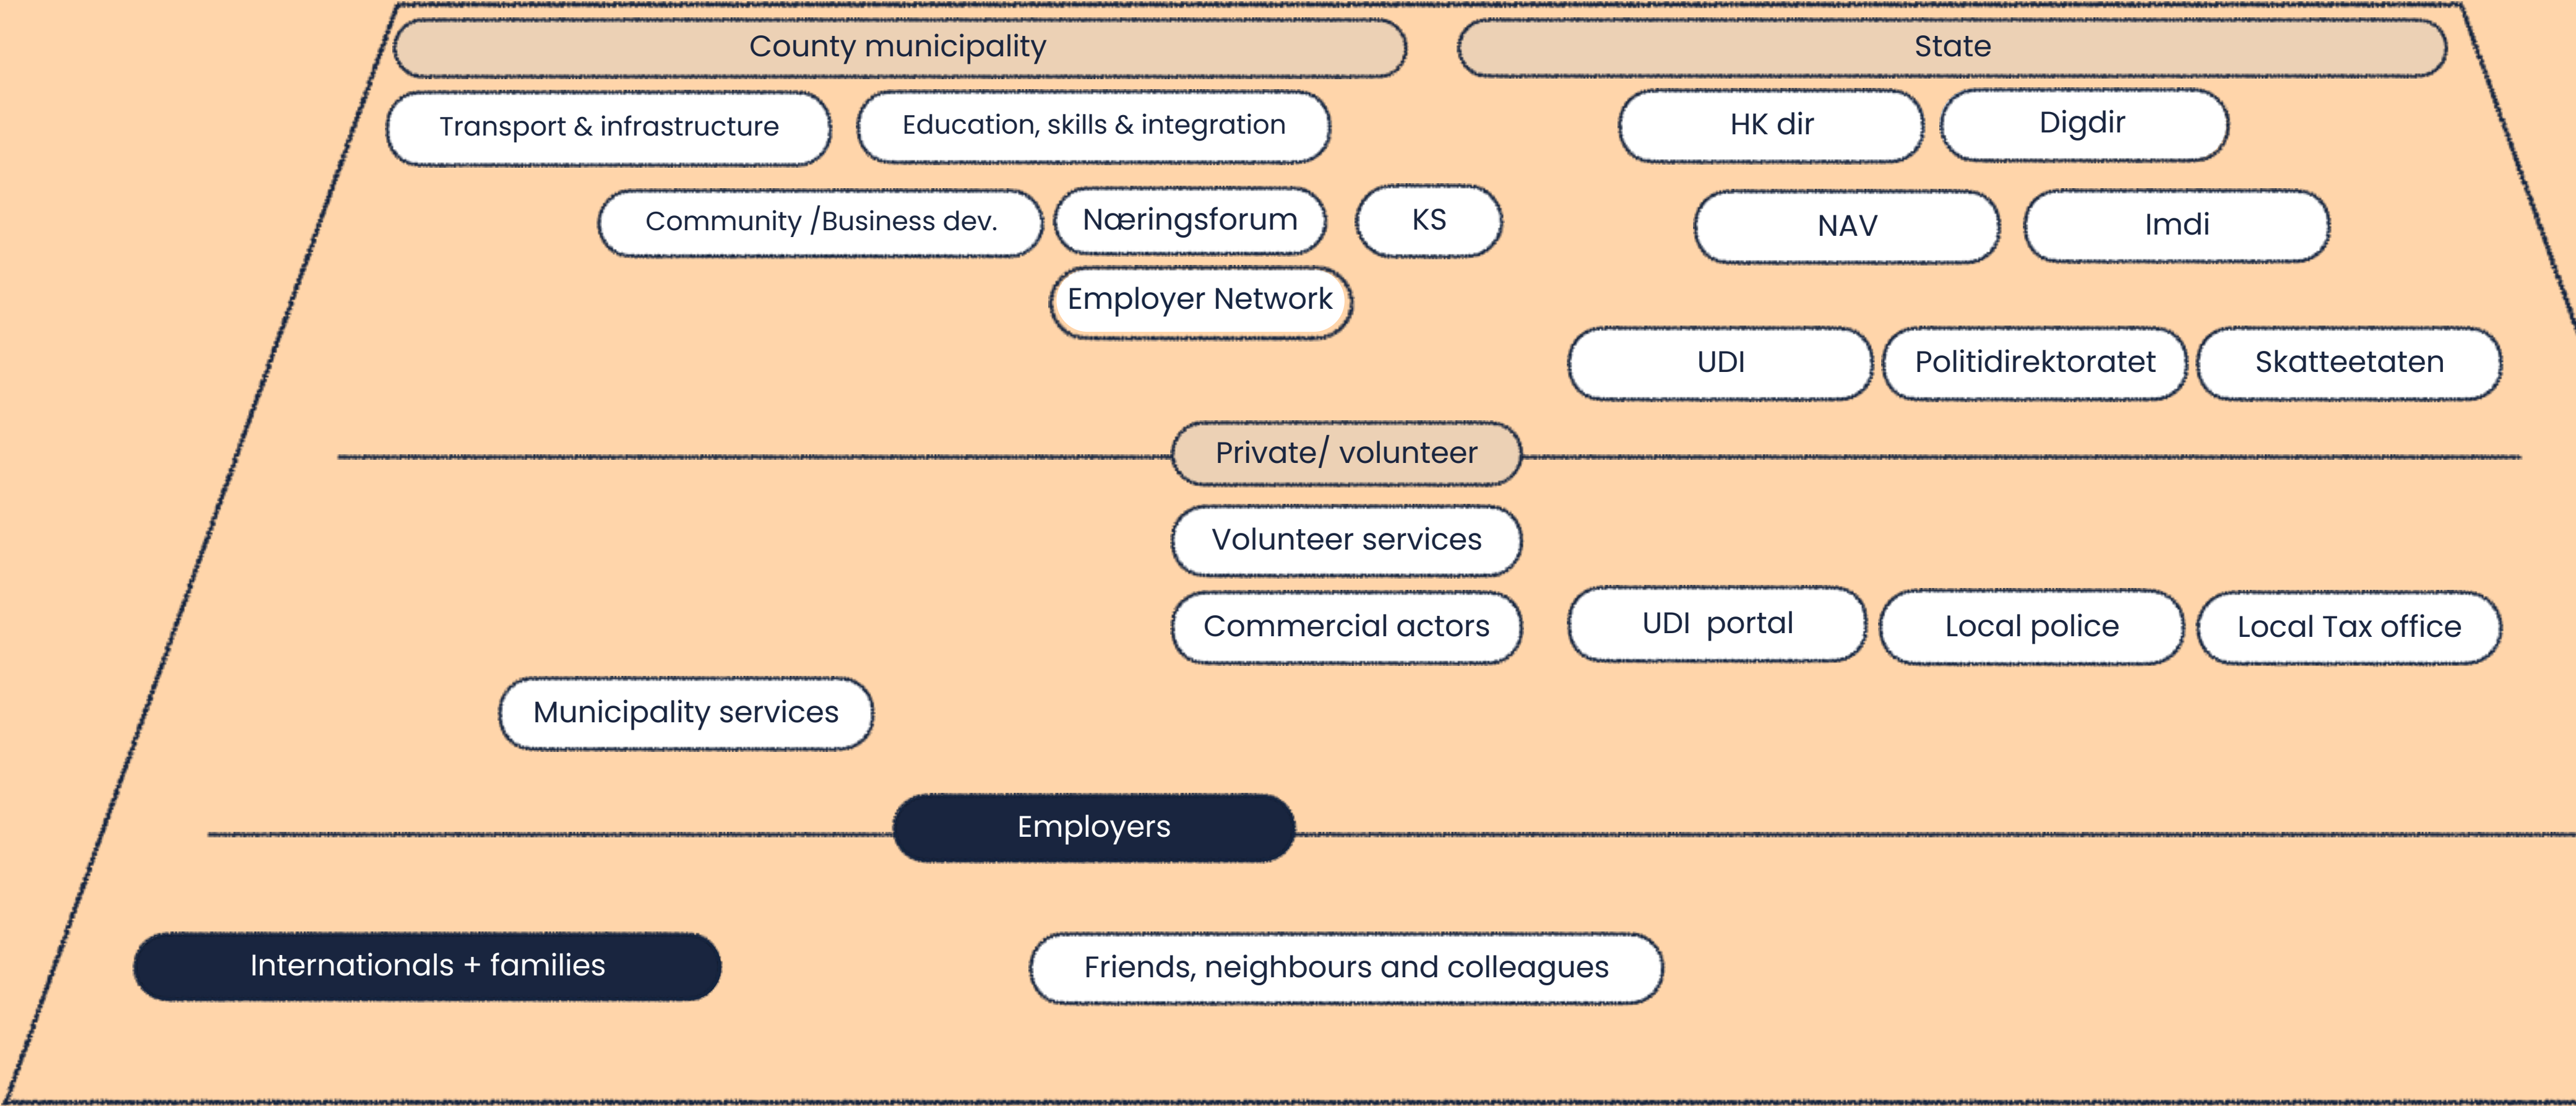 County municipality
State
Transport & infrastructure
Education, skills & integration
HK dir
Digdir
Community /Business dev.
Næringsforum
KS
NAV
Imdi
Employer Network
UDI
Politidirektoratet
Skatteetaten
Private/ volunteer
Volunteer services
Commercial actors
UDI portal
Local police
Local Tax office
Municipality services
Employers
Internationals + families
Friends, neighbours and colleagues